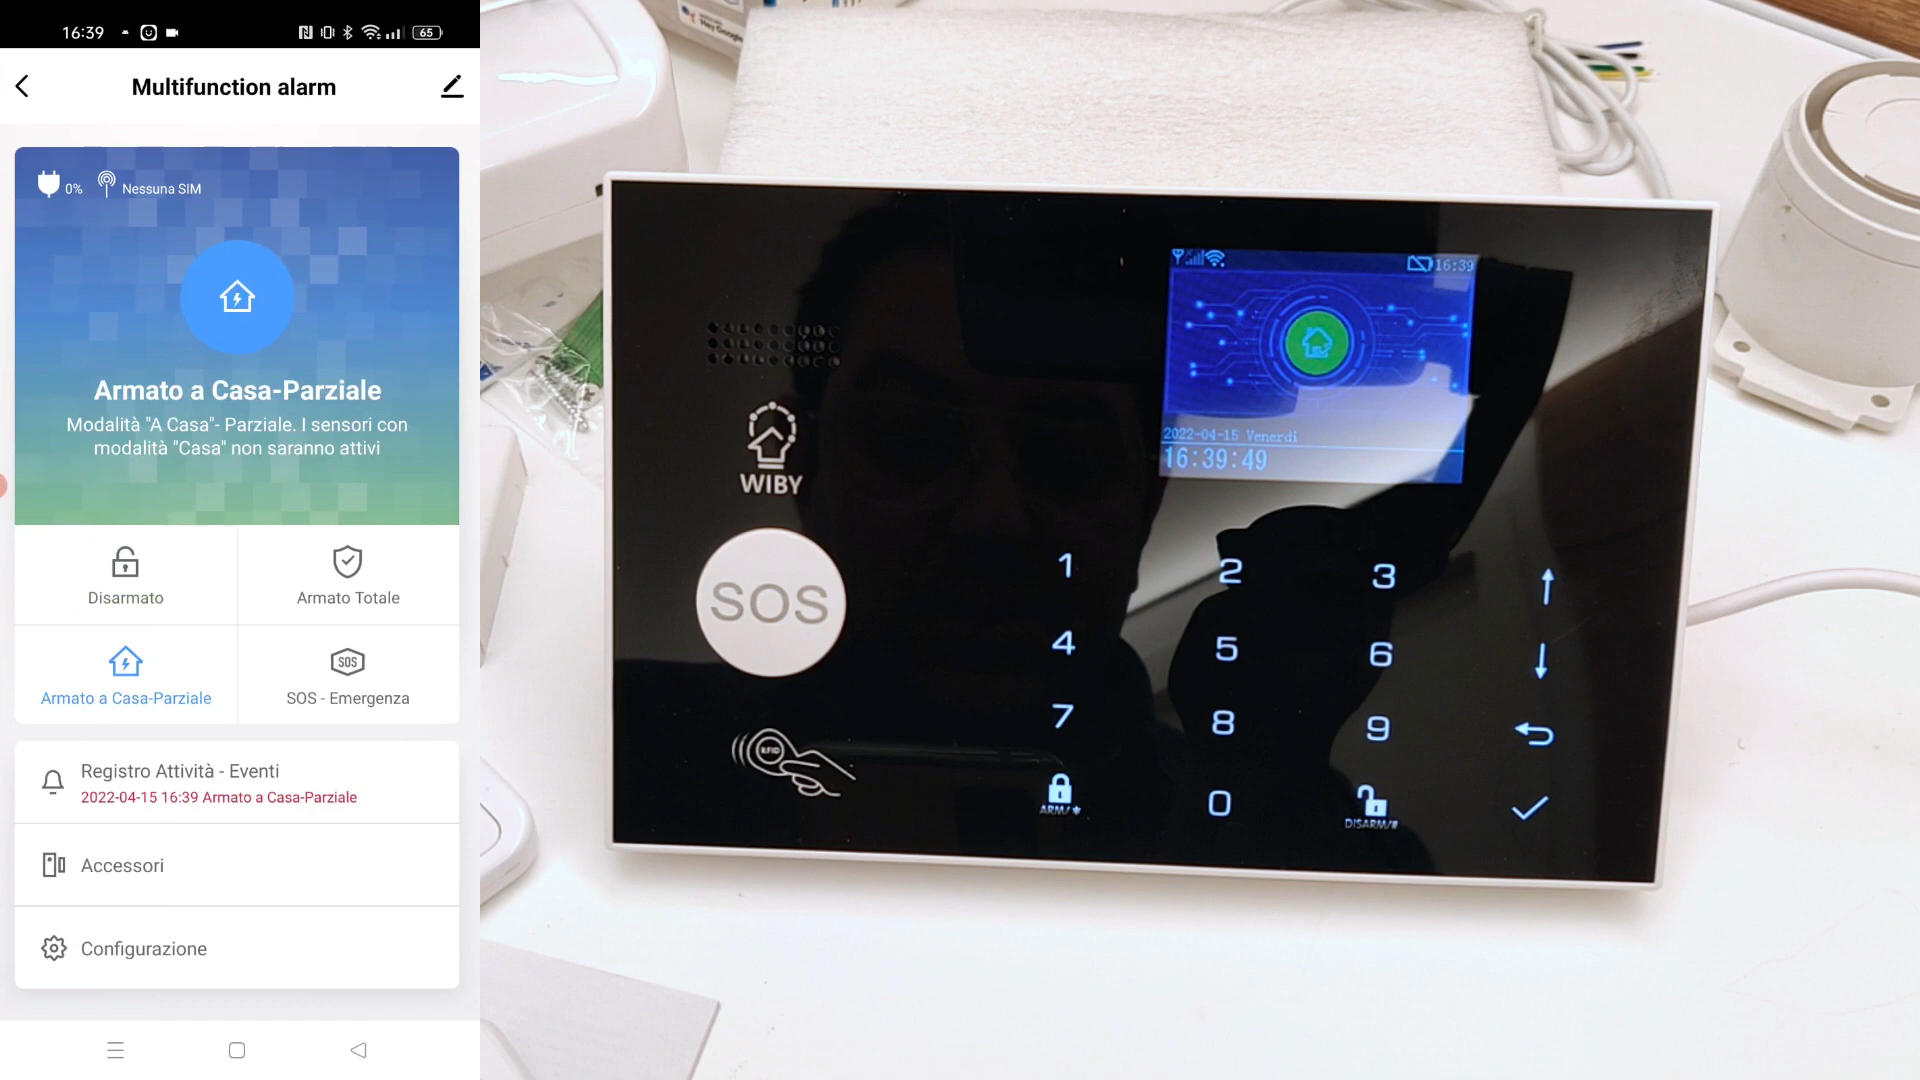 16:39
65
Multifunction alarm
0%
Nessuna SIM
Armato a Casa-Parziale
Modalità "A Casa"- Parziale. I sensori con
modalità "Casa" non saranno attivi
Disarmato
Armato Totale
Armato a Casa-Parziale
SOS
SOS - Emergenza
Registro Attività - Eventi
2022-04-15 16:39 Armato a Casa-Parziale
Accessori
Configurazione
Hey Google
16:39
2022-04-15 Venerdi
16:39:49
WIBY
SOS
RFID
1 2 3
4 5 6
7 8 9
0
ARM/*
DISARM/#